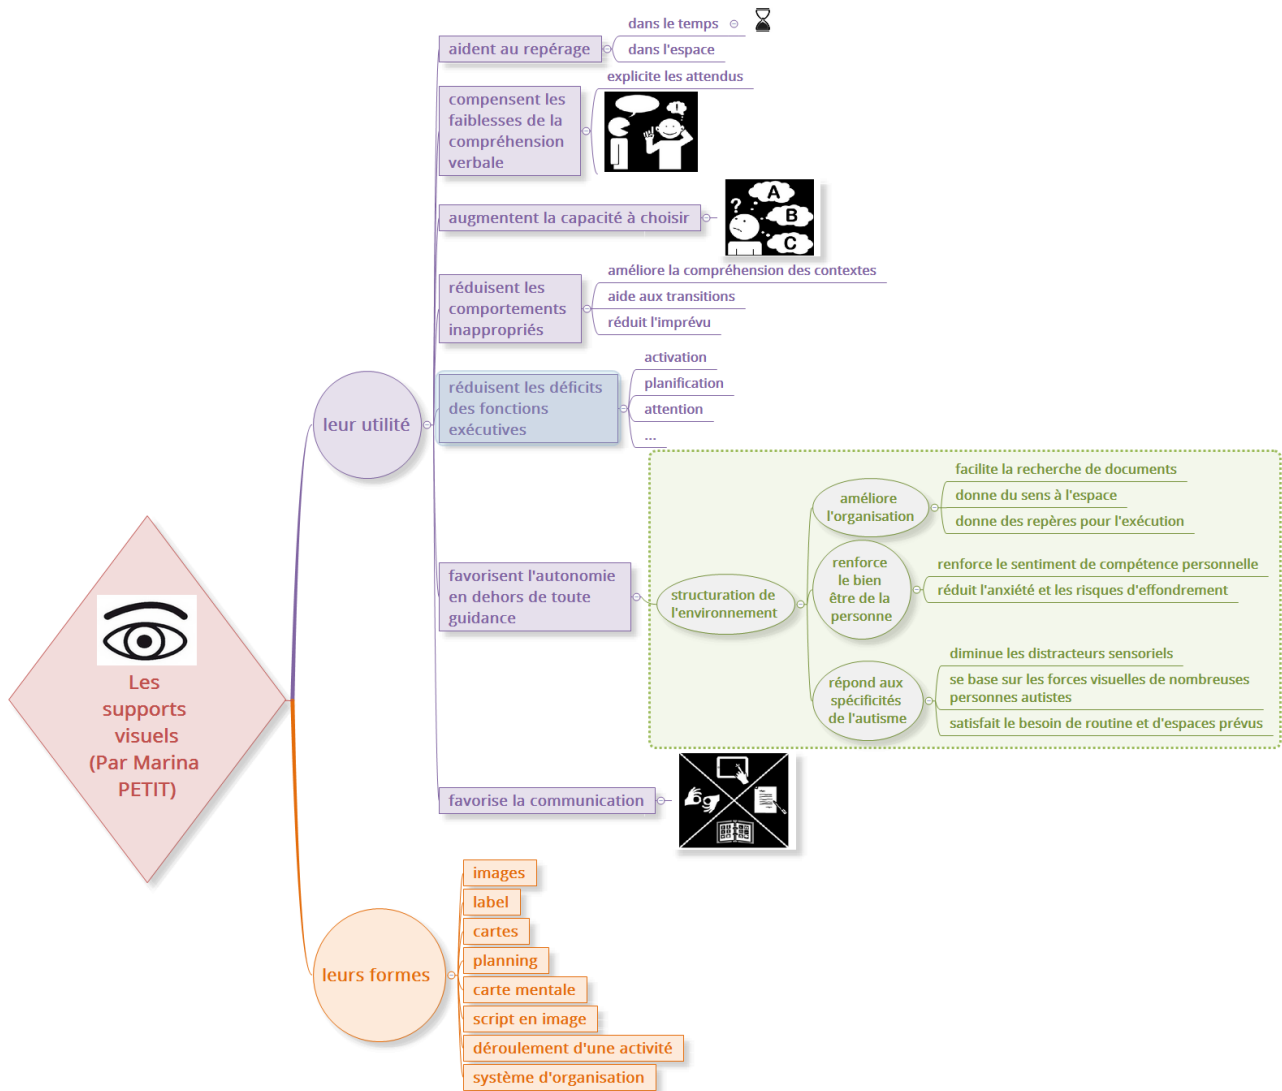 dans le temps
dans l'espace
aident au repérage
explicite les attendus
compensent les
faiblesses de la
compréhension
verbale
augmentent la capacité à choisir
?
A
B
C
améliore la compréhension des contextes
aide aux transitions
réduit l'imprévu
réduisent les
comportements
inappropriés
activation
planification
attention
...
réduisent les déficits
des fonctions
exécutives
leur utilité
facilite la recherche de documents
donne du sens à l'espace
donne des repères pour l'exécution
améliore
l'organisation
favorisent l'autonomie
en dehors de toute
guidance
structuration de
l'environnement
renforce
le bien
être de la
personne
renforce le sentiment de compétence personnelle
réduit l'anxiété et les risques d'effondrement
répond aux
spécificités
de l'autisme
diminue les distracteurs sensoriels
se base sur les forces visuelles de nombreuses
personnes autistes
satisfait le besoin de routine et d'espaces prévus
Les
supports
visuels
(Par Marina
PETIT)
favorise la communication
leurs formes
images
label
cartes
planning
carte mentale
script en image
déroulement d'une activité
système d'organisation